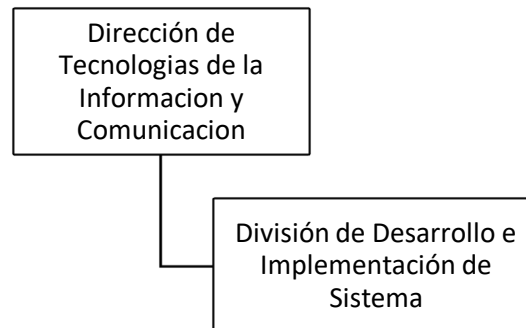 Dirección de
Tecnologias de la
Informacion y
Comunicacion
División de Desarrollo e
Implementación de
Sistema